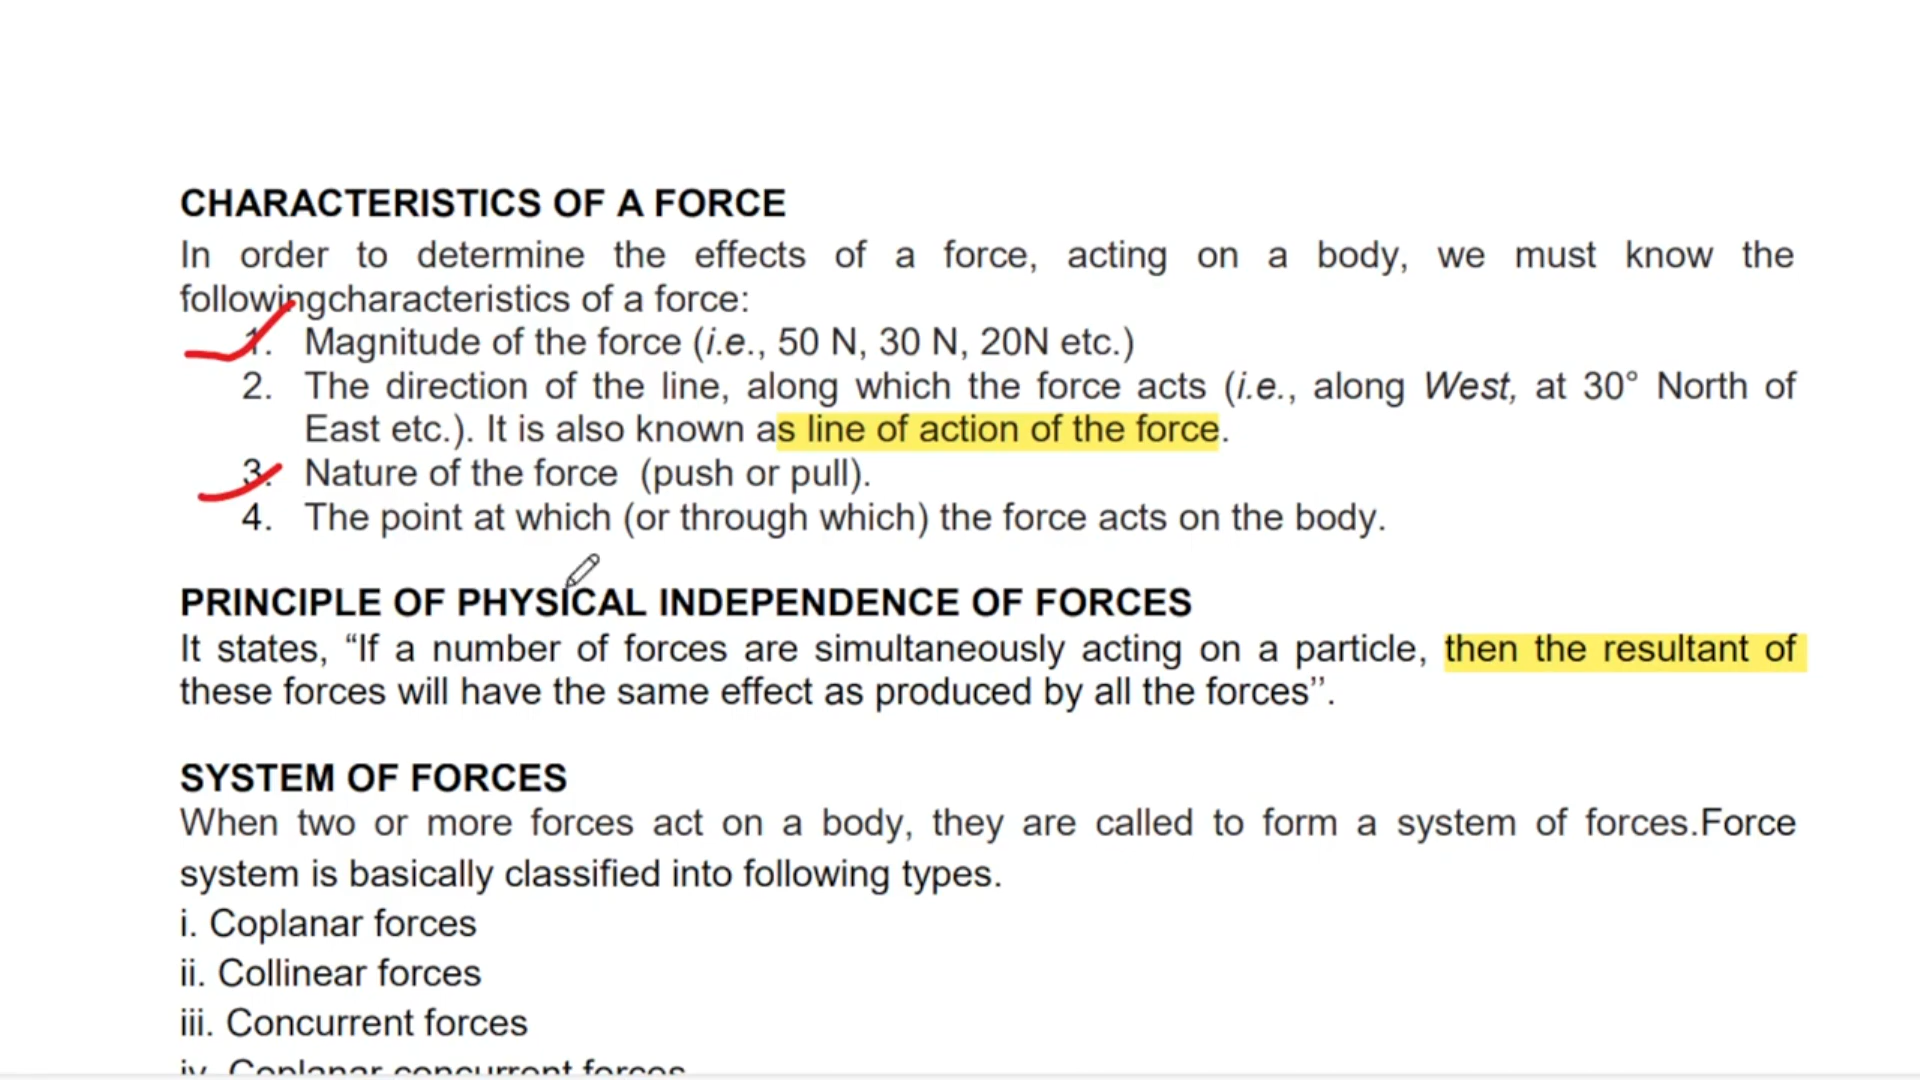 CHARACTERISTICS OF A FORCE
In order to determine the effects of a force, acting on a body, we must know the
followingcharacteristics of a force:
1. Magnitude of the force (i.e., 50 N, 30 N, 20N etc.)
2. The direction of the line, along which the force acts (i.e., along West, at 30° North of
East etc.). It is also known as line of action of the force.
3. Nature of the force (push or pull).
4. The point at which (or through which) the force acts on the body.
PRINCIPLE OF PHYSICAL INDEPENDENCE OF FORCES
It states, “If a number of forces are simultaneously acting on a particle, then the resultant of
these forces will have the same effect as produced by all the forces’’.
SYSTEM OF FORCES
When two or more forces act on a body, they are called to form a system of forces.Force
system is basically classified into following types.
i. Coplanar forces
ii. Collinear forces
iii. Concurrent forces
iv. Coplanar concurrent forces